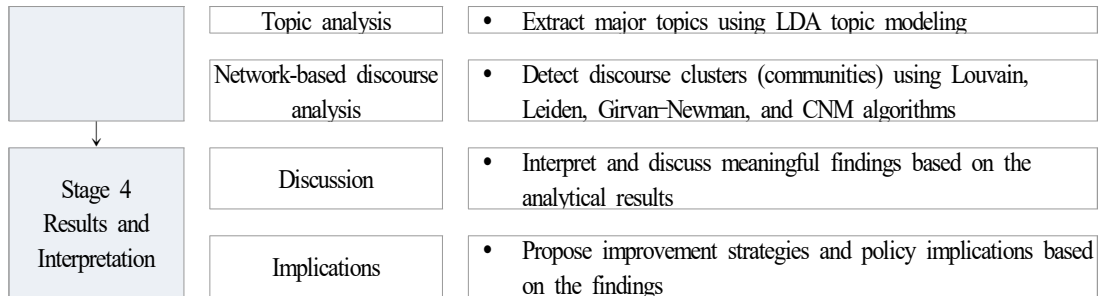 Topic analysis
• Extract major topics using LDA topic modeling
Network-based discourse
analysis
• Detect discourse clusters (communities) using Louvain,
Leiden, Girvan–Newman, and CNM algorithms
Stage 4
Results and
Interpretation
Discussion
• Interpret and discuss meaningful findings based on the
analytical results
Implications
• Propose improvement strategies and policy implications based
on the findings